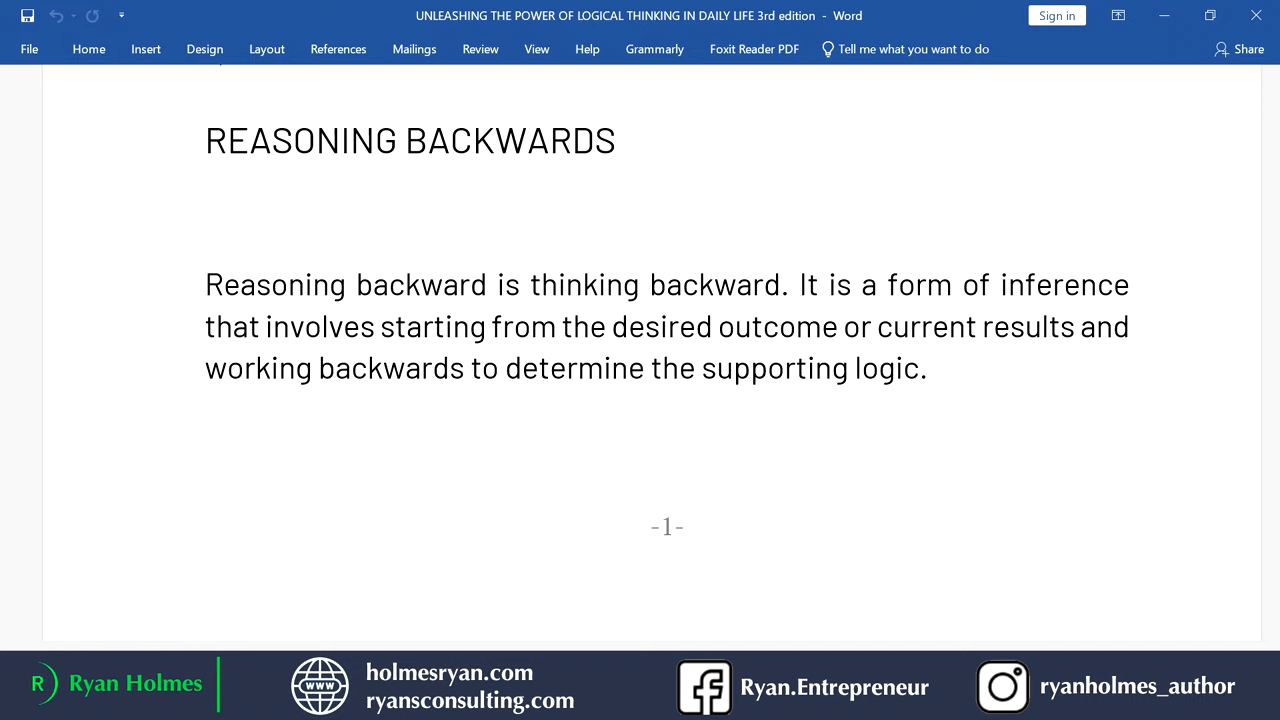 UNLEASHING THE POWER OF LOGICAL THINKING IN DAILY LIFE 3rd edition - Word
Sign in
File Home Insert Design Layout References Mailings Review View Help Grammarly Foxit Reader PDF Tell me what you want to do Share
REASONING BACKWARDS
Reasoning backward is thinking backward. It is a form of inference
that involves starting from the desired outcome or current results and
working backwards to determine the supporting logic.
-1-
R) Ryan Holmes
www
holmesryan.com
ryansconsulting.com
Ryan.Entrepreneur
ryanholmes_author